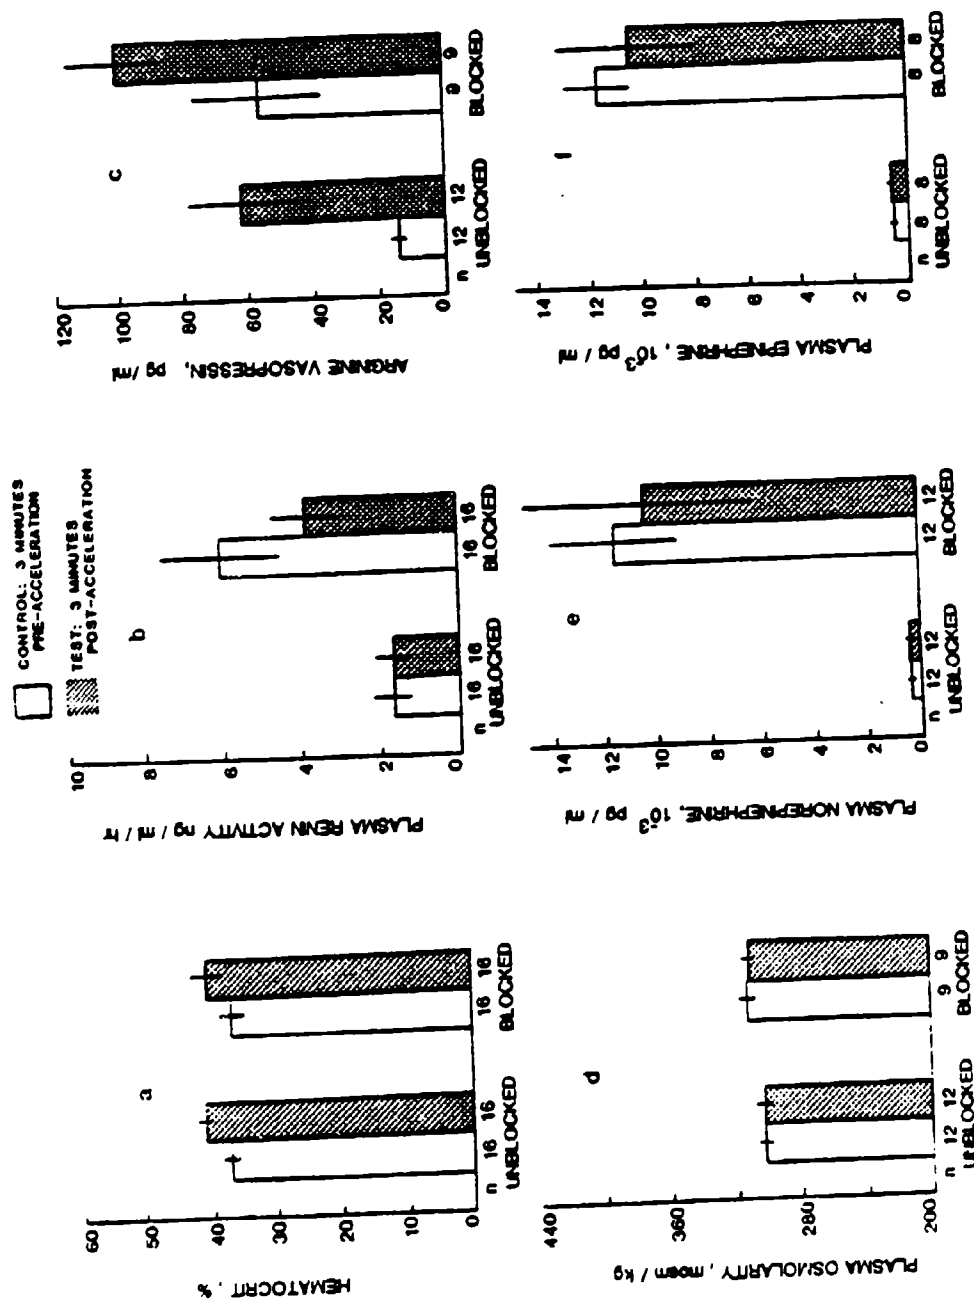 CONTROL: 3 MINUTES
PRE-ACCELERATION
TEST: 3 MINUTES
POST-ACCELERATION
a
HEMATOCRIT, %
60
40
20
0
n 16 16 16 16
UNBLOCKED BLOCKED
b
PLASMA RENIN ACTIVITY ng / ml / hr
10
8
6
4
2
0
n 16 16 16 16
UNBLOCKED BLOCKED
c
ARGININE VASOPRESSIN, pg / ml
120
100
80
60
40
20
0
n 12 12 9 9
UNBLOCKED BLOCKED
d
PLASMA OSMOLARITY, mosm / kg
440
360
280
200
n 12 12 9 9
UNBLOCKED BLOCKED
e
PLASMA NOREPINEPHRINE, 10⁻³ pg / ml
14
12
10
8
6
4
2
0
n 12 12 12 12
UNBLOCKED BLOCKED
f
PLASMA EPINEPHRINE, 10⁻³ pg / ml
14
12
10
8
6
4
2
0
n 8 8 8 8
UNBLOCKED BLOCKED